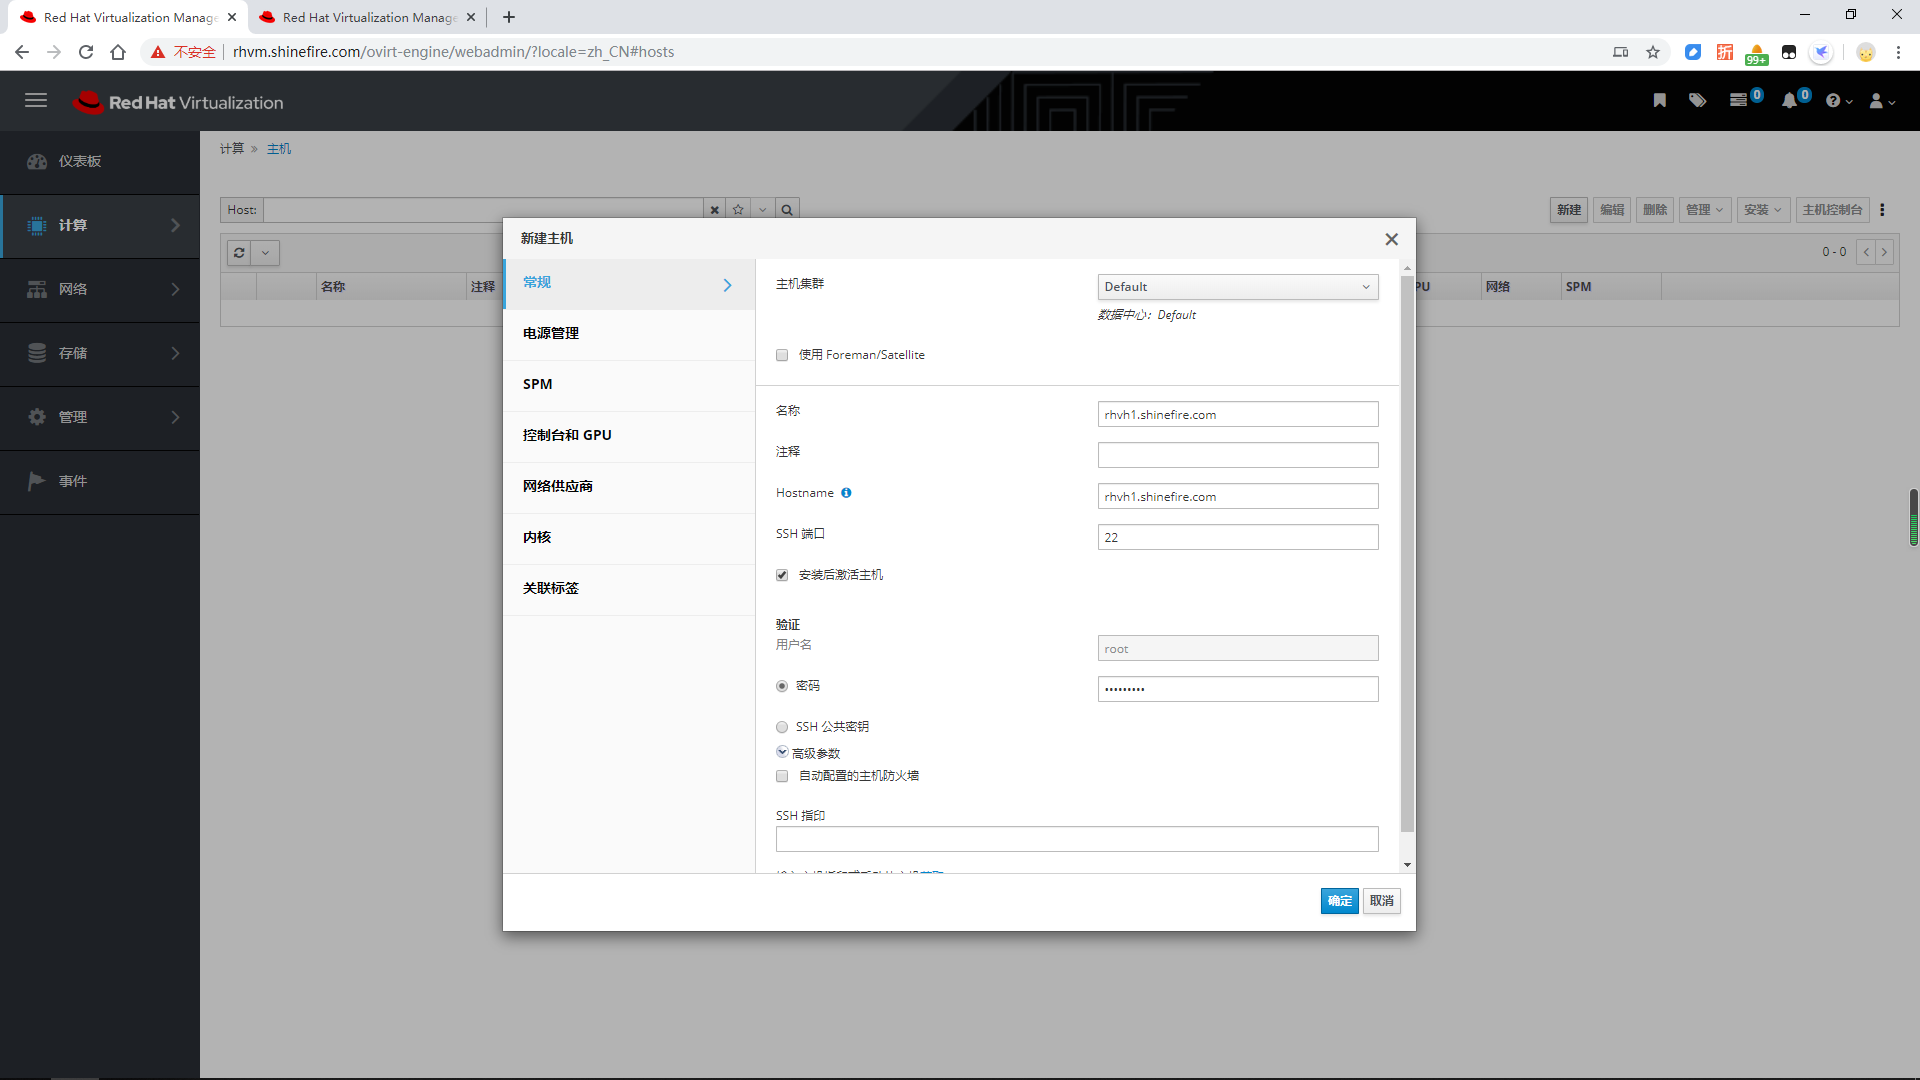 Red Hat Virtualization Manage
Red Hat Virtualization Manage
不安全
rhvm.shinefire.com/ovirt-engine/webadmin/?locale=zh_CN#hosts
折
99+
Red Hat Virtualization
0
0
仪表板
计算
网络
存储
管理
事件
计算 » 主机
Host:
新建
编辑
删除
管理
安装
主机控制台
0 - 0
名称
注释
PU
网络
SPM
新建主机
常规
电源管理
SPM
控制台和 GPU
网络供应商
内核
关联标签
主机集群
Default
数据中心: Default
使用 Foreman/Satellite
名称
rhvh1.shinefire.com
注释
Hostname
rhvh1.shinefire.com
SSH 端口
22
安装后激活主机
验证
用户名
root
密码
•••••••••
SSH 公共密钥
高级参数
自动配置的主机防火墙
SSH 指印
确定
取消